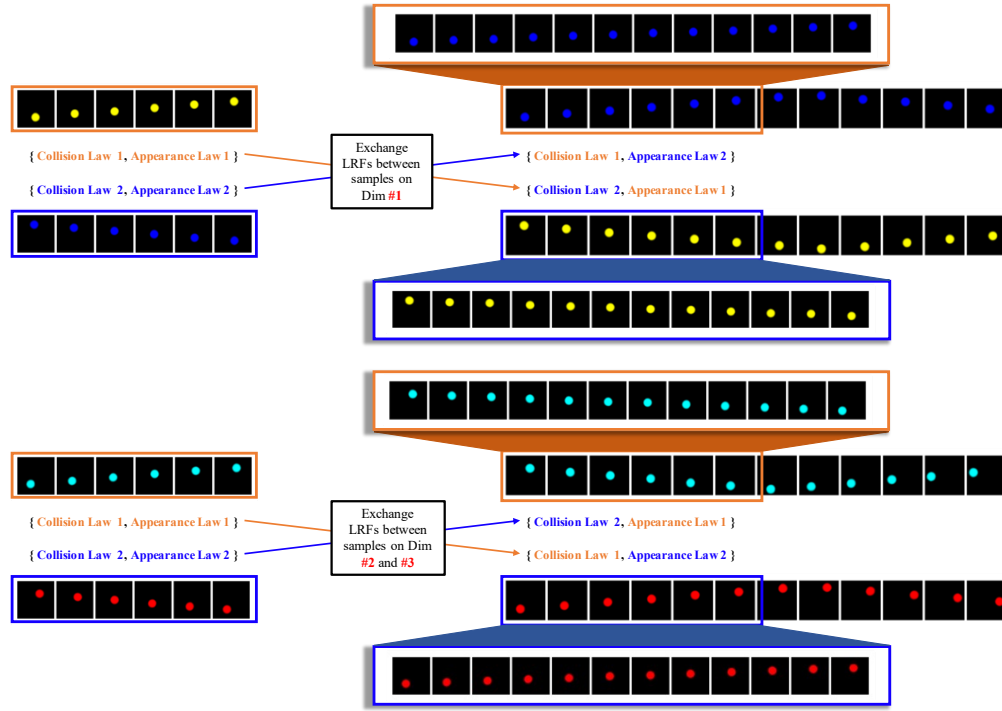 { Collision Law 1, Appearance Law 1 }
{ Collision Law 2, Appearance Law 2 }
Exchange
LRFs between
samples on
Dim #1
{ Collision Law 1, Appearance Law 2 }
{ Collision Law 2, Appearance Law 1 }
{ Collision Law 1, Appearance Law 1 }
{ Collision Law 2, Appearance Law 2 }
Exchange
LRFs between
samples on Dim
#2 and #3
{ Collision Law 2, Appearance Law 1 }
{ Collision Law 1, Appearance Law 2 }